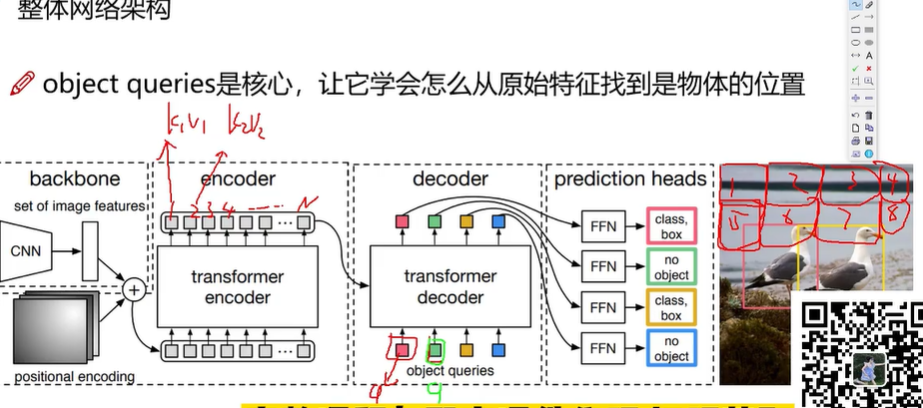 整体网络架构
object queries是核心，让它学会怎么从原始特征找到是物体的位置
K1V1 K2V2
backbone
set of image features
CNN
positional encoding
encoder
1 2 3 4 ... N
...
transformer
encoder
...
decoder
transformer
decoder
object queries
q
q
prediction heads
FFN
class,
box
FFN
no
object
FFN
class,
box
FFN
no
object
1 2 3 4
5 6 7 8
A